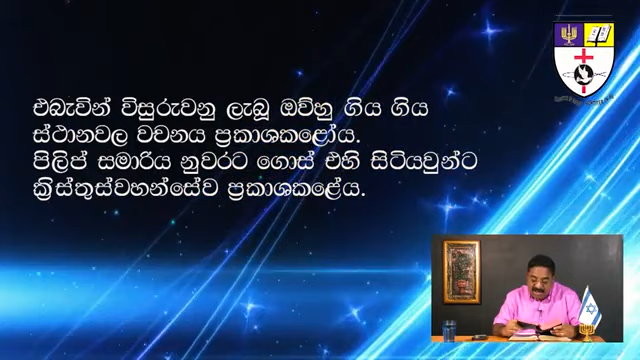 එබැවින් විසුරුවනු ලැබූ ඔව්හු ගිය ගිය
ස්ථානවල වචනය ප්‍රකාශකළෝය.
පිලිප් සමාරිය නුවරට ගොස් එහි සිටියවුන්ට
ක්‍රිස්තුස්වහන්සේව ප්‍රකාශකළේය.